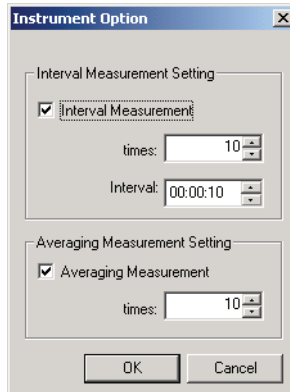 Instrument Option
Interval Measurement Setting
Interval Measurement
times: 10
Interval: 00:00:10
Averaging Measurement Setting
Averaging Measurement
times: 10
OK Cancel